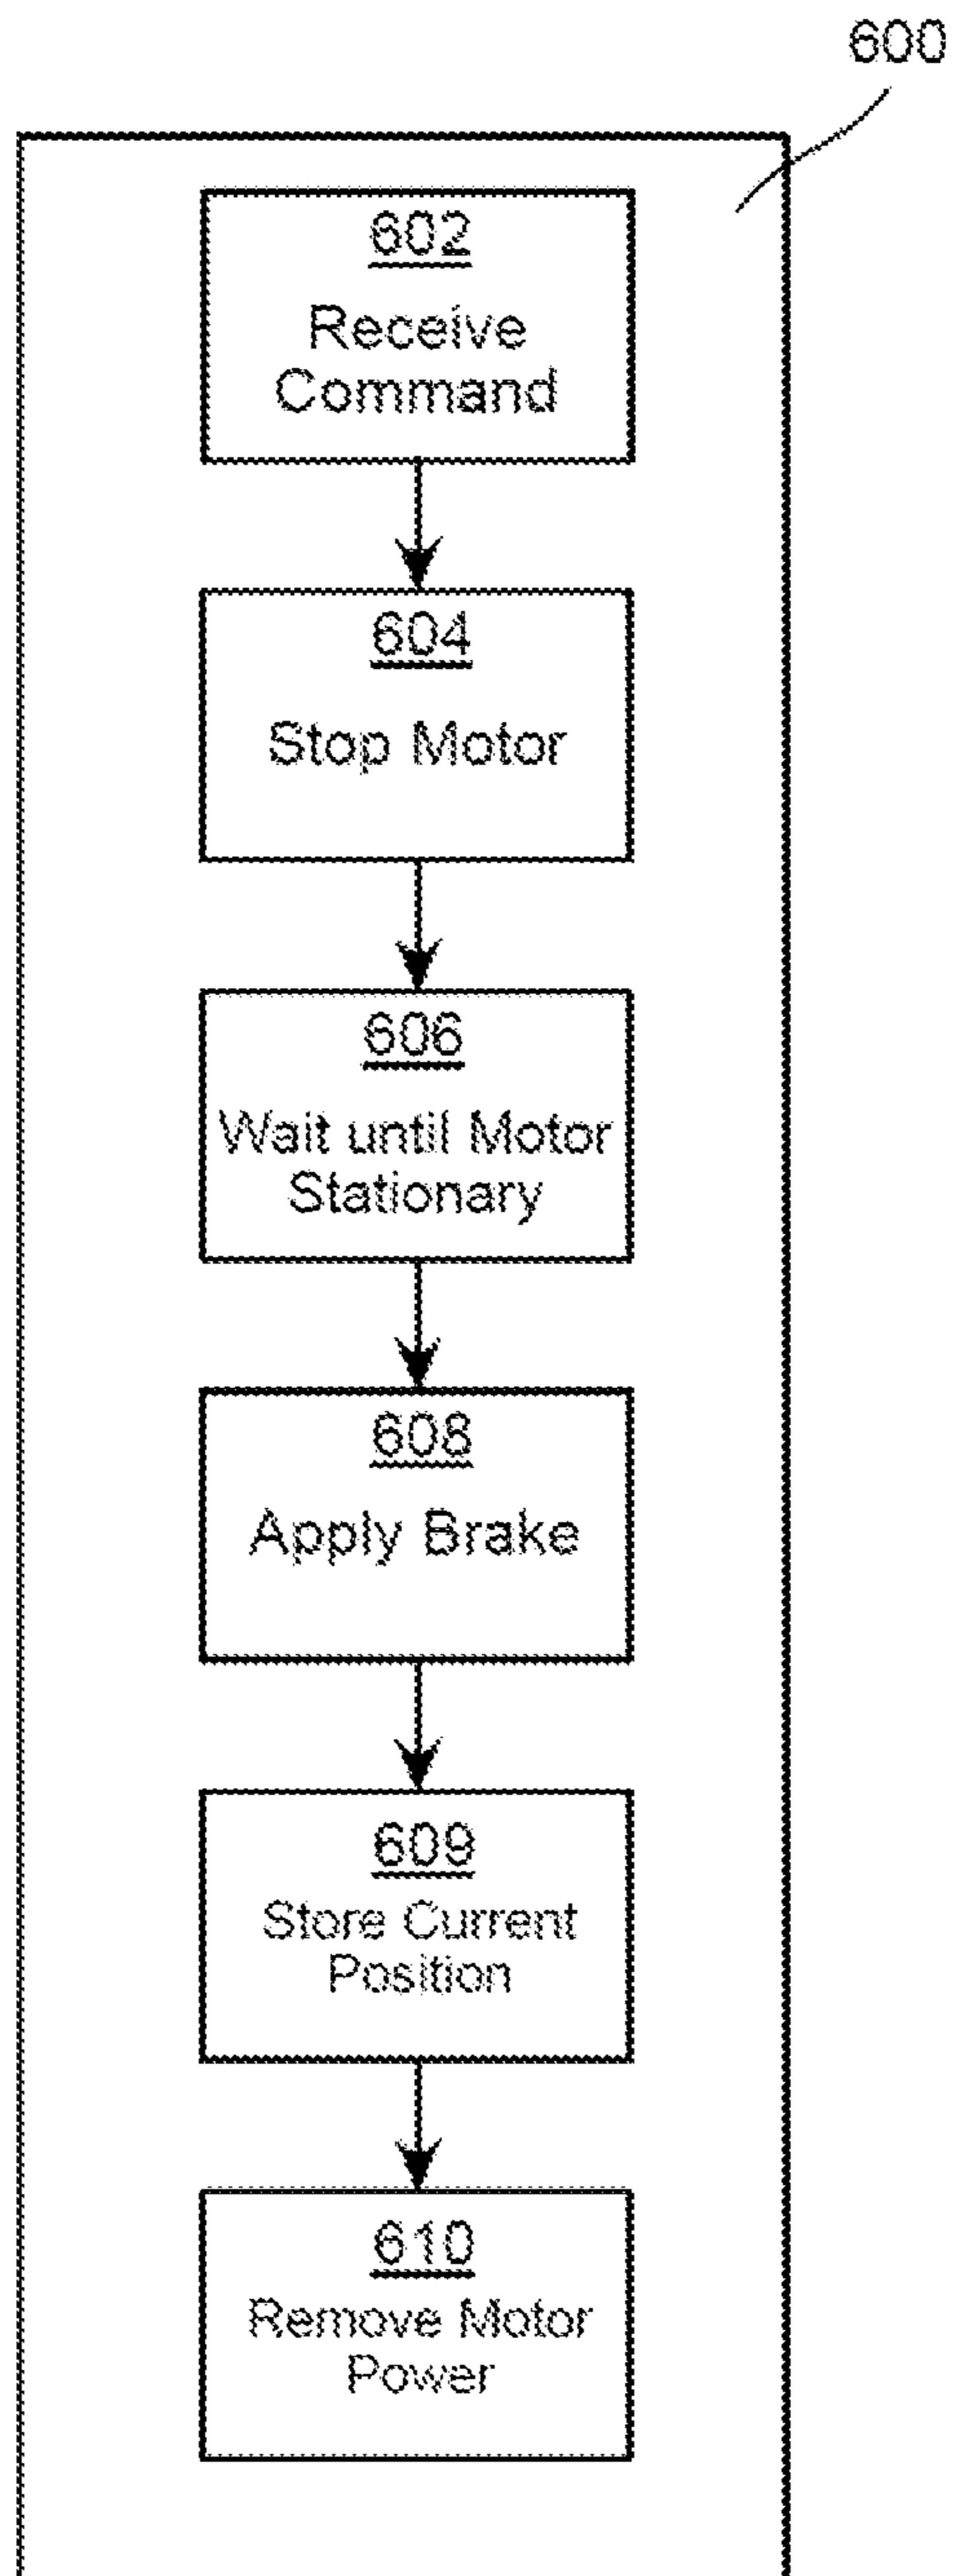 600
602
Receive
Command
604
Stop Motor
606
Wait until Motor
Stationary
608
Apply Brake
609
Store Current
Position
610
Remove Motor
Power